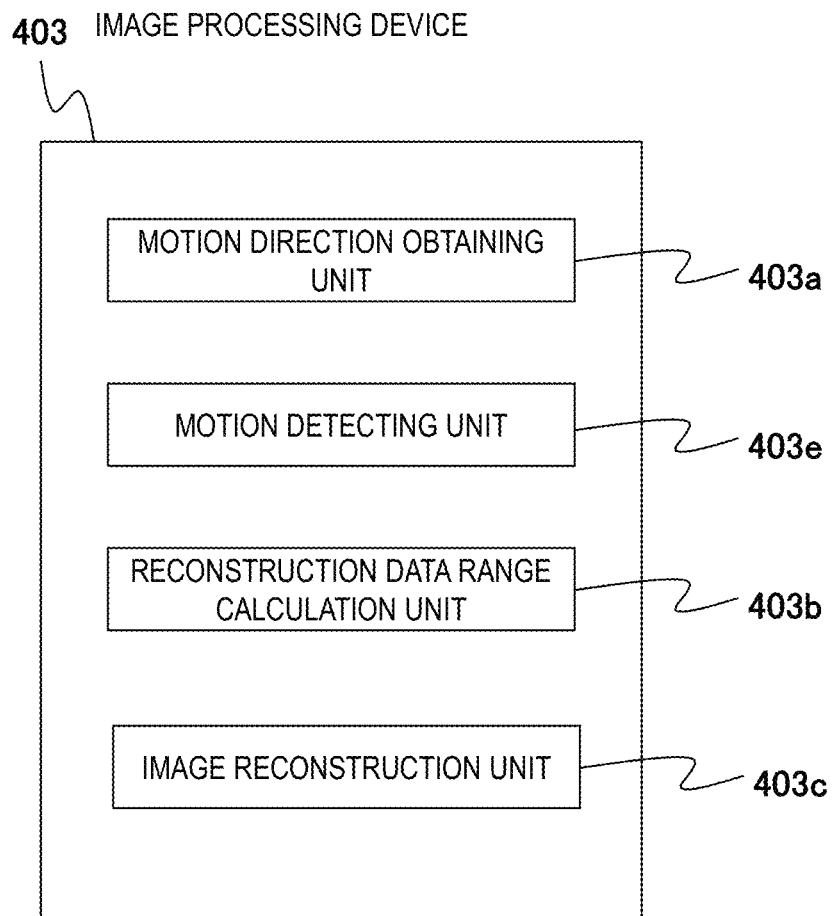 403 IMAGE PROCESSING DEVICE
MOTION DIRECTION OBTAINING
UNIT
403a
MOTION DETECTING UNIT
403e
RECONSTRUCTION DATA RANGE
CALCULATION UNIT
403b
IMAGE RECONSTRUCTION UNIT
403c